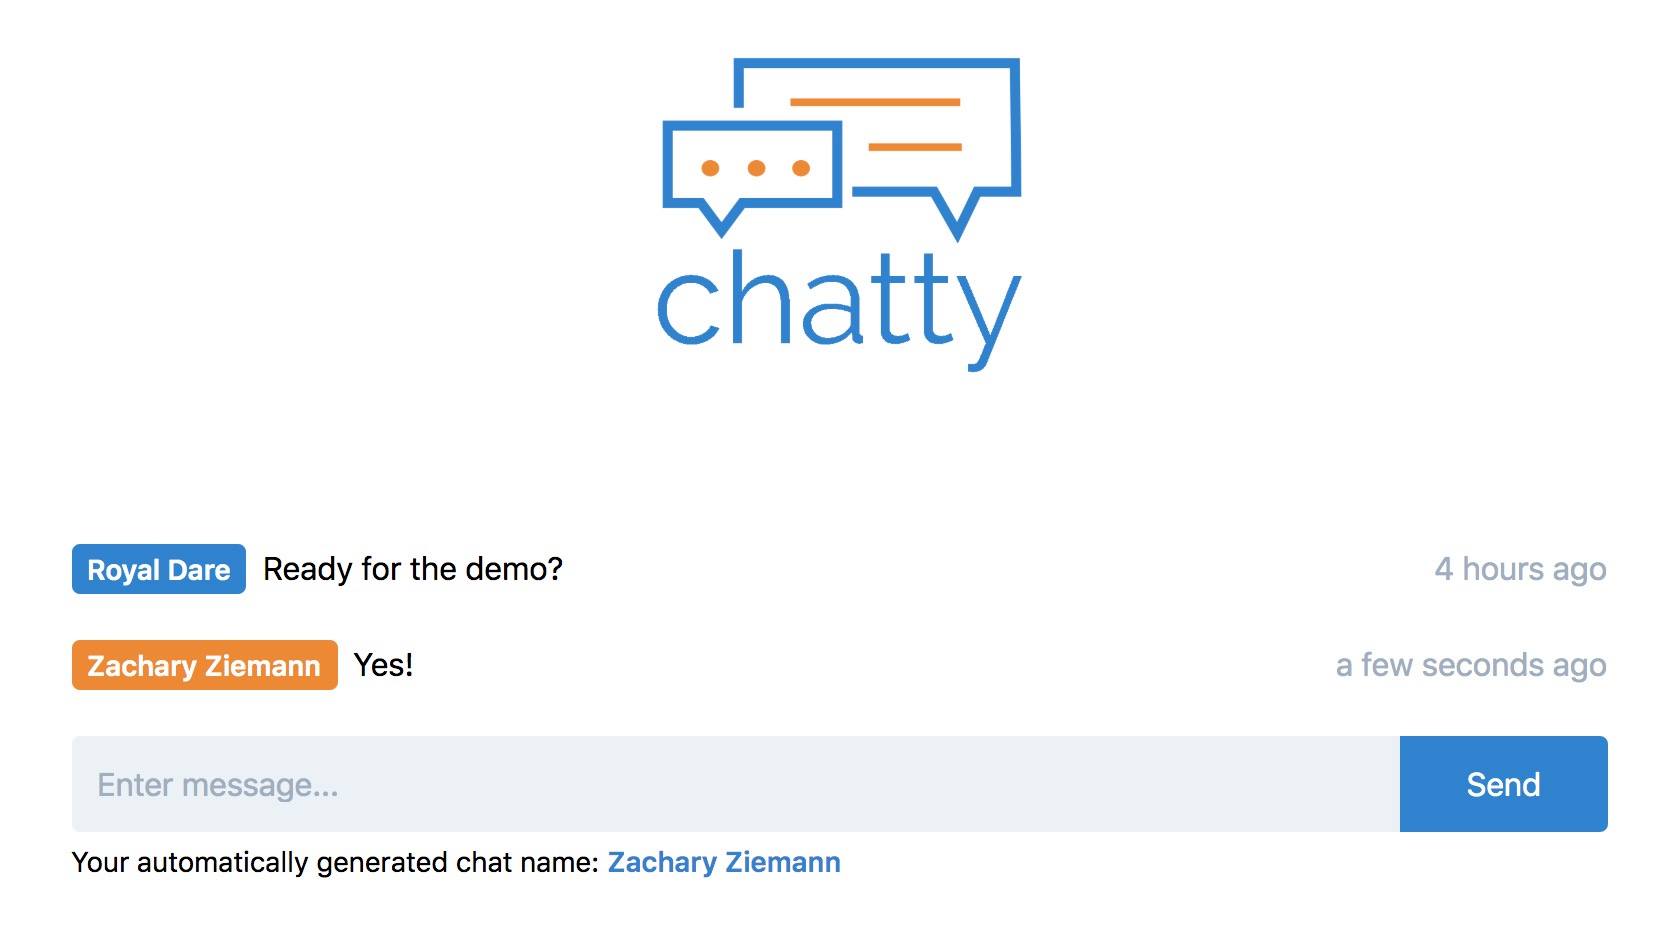 chatty
Royal Dare Ready for the demo? 4 hours ago
Zachary Ziemann Yes! a few seconds ago
Enter message... Send
Your automatically generated chat name: Zachary Ziemann